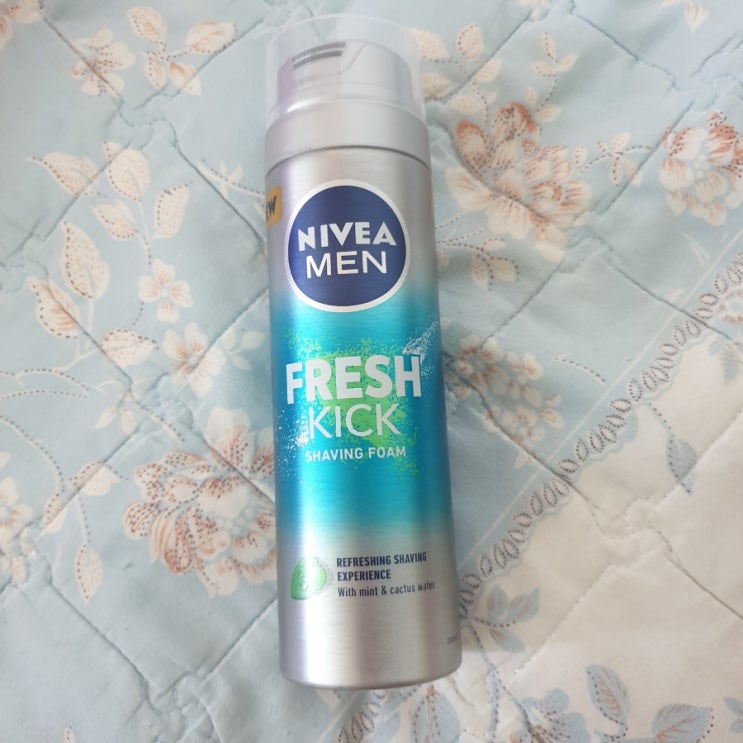 NIVEA
MEN
FRESH
KICK
SHAVING FOAM
REFRESHING SHAVING
EXPERIENCE
With mint & cactus water